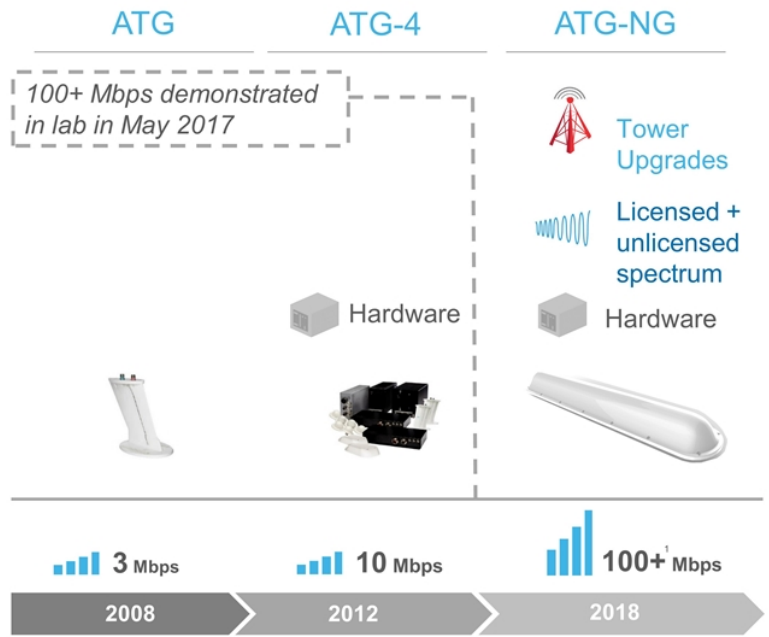 ATG
ATG-4
ATG-NG
100+ Mbps demonstrated
in lab in May 2017
Tower
Upgrades
Licensed +
unlicensed
spectrum
Hardware
Hardware
3 Mbps
10 Mbps
100+¹ Mbps
2008
2012
2018